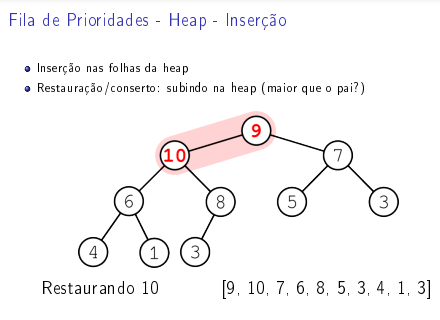 Fila de Prioridades - Heap - Inserção
Inserção nas folhas da heap
Restauração/conserto: subindo na heap (maior que o pai?)
9
10
7
6
8
5
3
4
1
3
Restaurando 10
[9, 10, 7, 6, 8, 5, 3, 4, 1, 3]